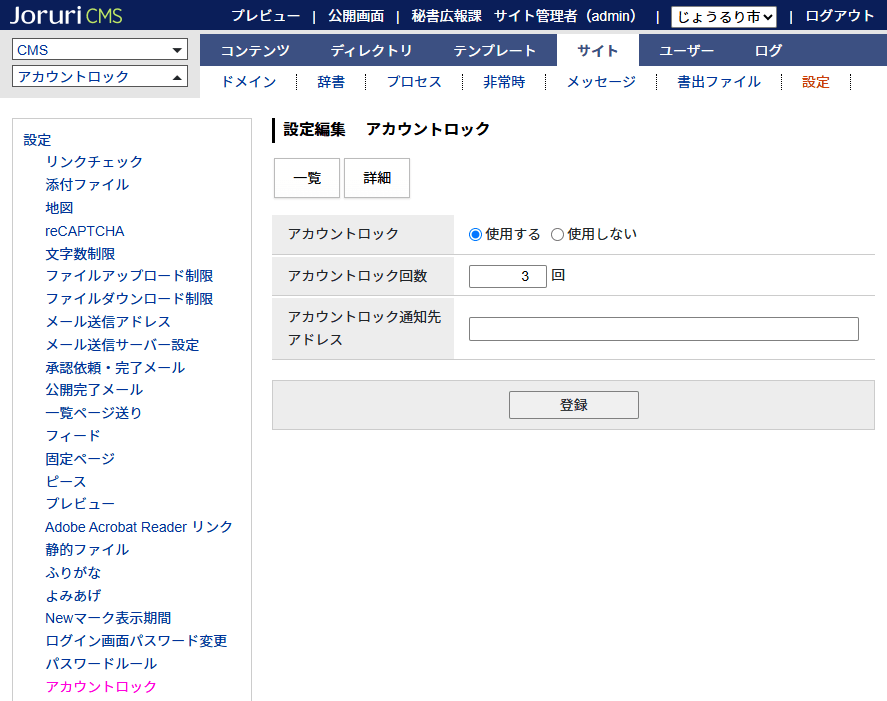 Joruri CMS プレビュー | 公開画面 | 秘書広報課 サイト管理者（admin） | じょうるり市 | ログアウト
CMS コンテンツ ディレクトリ テンプレート サイト ユーザー ログ
アカウントロック ドメイン 辞書 プロセス 非常時 メッセージ 書出ファイル 設定
設定編集 アカウントロック
一覧 詳細
アカウントロック 使用する 使用しない
アカウントロック回数 3 回
アカウントロック通知先
アドレス
登録
設定
リンクチェック
添付ファイル
地図
reCAPTCHA
文字数制限
ファイルアップロード制限
ファイルダウンロード制限
メール送信アドレス
メール送信サーバー設定
承認依頼・完了メール
公開完了メール
一覧ページ送り
フィード
固定ページ
ピース
プレビュー
Adobe Acrobat Reader リンク
静的ファイル
ふりがな
よみあげ
Newマーク表示期間
ログイン画面パスワード変更
パスワードルール
アカウントロック